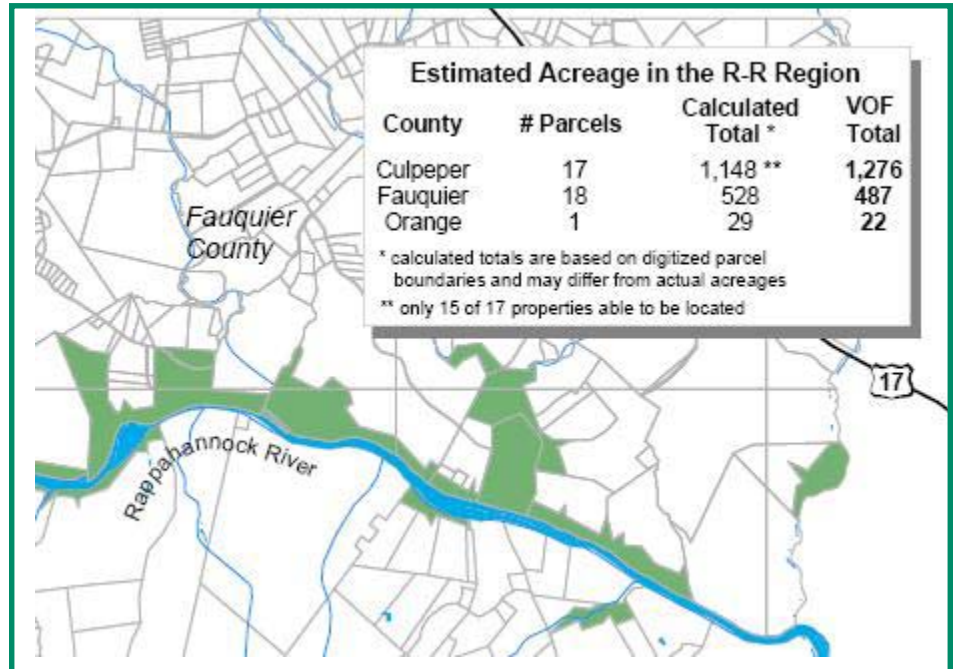 Estimated Acreage in the R-R Region
County # Parcels Calculated Total * VOF Total
Culpeper 17 1,148 ** 1,276
Fauquier 18 528 487
Orange 1 29 22
* calculated totals are based on digitized parcel
boundaries and may differ from actual acreages
** only 15 of 17 properties able to be located
Fauquier
County
17
Rappahannock River